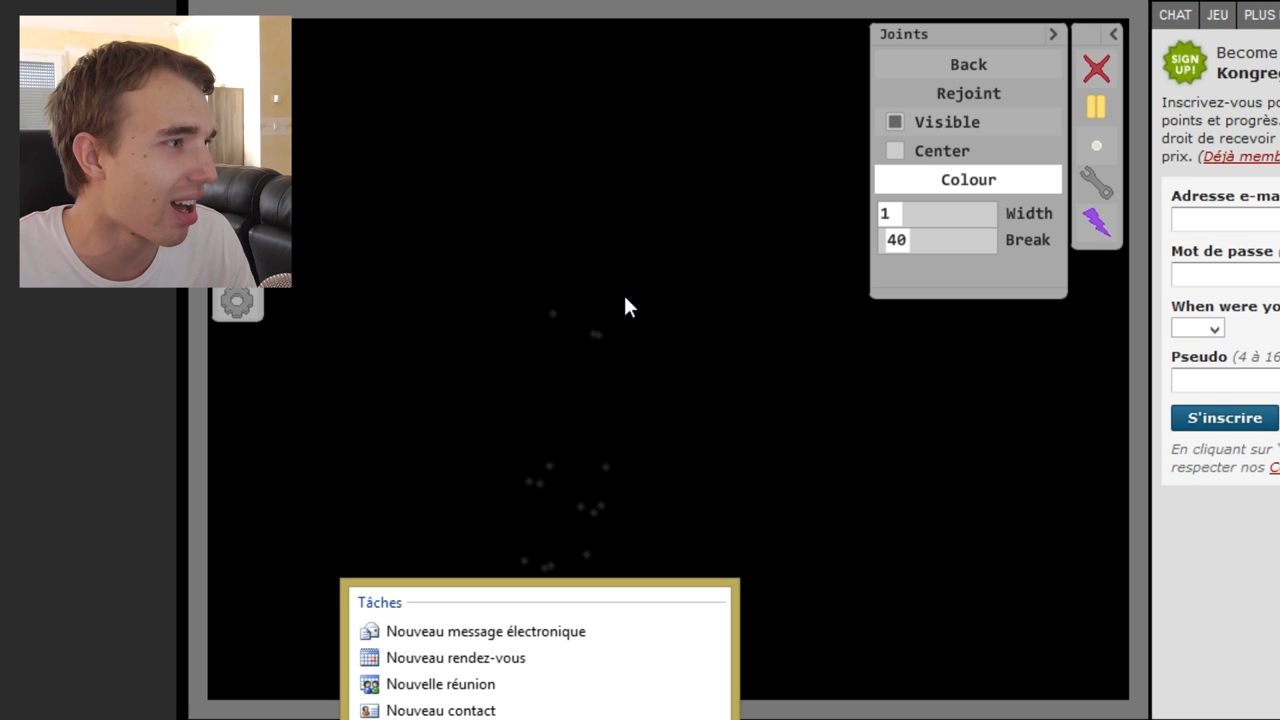 Joints
Back
Rejoint
Visible
Center
Colour
1 Width
40 Break
CHAT JEU PLUS
SIGN UP!
Become
Kongre
Inscrivez-vous po
points et progrès.
droit de recevoir
prix. (Déjà memb
Adresse e-ma
Mot de passe
When were yo
Pseudo (4 à 16
S'inscrire
En cliquant sur
respecter nos C
Tâches
Nouveau message électronique
Nouveau rendez-vous
Nouvelle réunion
Nouveau contact